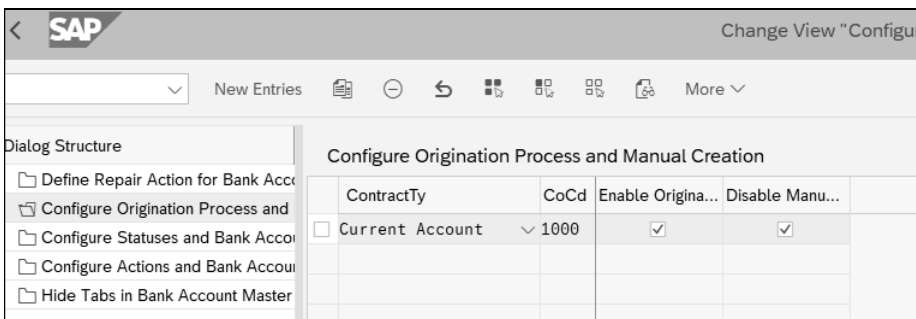 SAP
Change View "Configu
New Entries
More
Dialog Structure
Define Repair Action for Bank Acc
Configure Origination Process and
Configure Statuses and Bank Accou
Configure Actions and Bank Accour
Hide Tabs in Bank Account Master
Configure Origination Process and Manual Creation
ContractTy CoCd Enable Origina... Disable Manu...
Current Account 1000